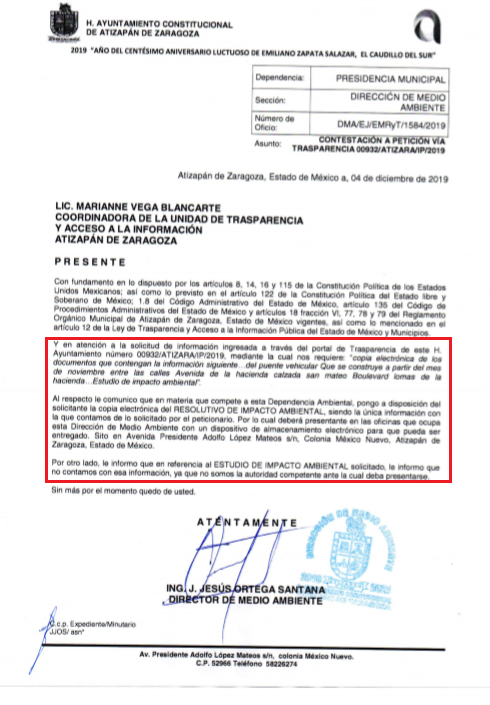 H. AYUNTAMIENTO CONSTITUCIONAL
DE ATIZAPÁN DE ZARAGOZA
2019 "AÑO DEL CENTÉSIMO ANIVERSARIO LUCTUOSO DE EMILIANO ZAPATA SALAZAR, EL CAUDILLO DEL SUR"
Dependencia: PRESIDENCIA MUNICIPAL
Sección: DIRECCIÓN DE MEDIO
AMBIENTE
Número de
Oficio: DMA/EJ/EMRyT/1584/2019
Asunto: CONTESTACIÓN A PETICIÓN VÍA
TRASPARENCIA 00932/ATIZARA/IP/2019
Atizapán de Zaragoza, Estado de México a, 04 de diciembre de 2019
LIC. MARIANNE VEGA BLANCARTE
COORDINADORA DE LA UNIDAD DE TRASPARENCIA
Y ACCESO A LA INFORMACIÓN
ATIZAPÁN DE ZARAGOZA
P R E S E N T E
Con fundamento en lo dispuesto por los artículos 8, 14, 16 y 115 de la Constitución Política de los Estados
Unidos Mexicanos; así como lo previsto en el artículo 122 de la Constitución Política del Estado libre y
Soberano de México; 1.8 del Código Administrativo del Estado de México, artículo 135 del Código de
Procedimientos Administrativos del Estado de México y artículos 18 fracción VI, 77, 78 y 79 del Reglamento
Orgánico Municipal de Atizapán de Zaragoza, Estado de México vigentes, así como lo mencionado en el
artículo 12 de la Ley de Trasparencia y Acceso a la Información Pública del Estado de México y Municipios.
Y en atención a la solicitud de información ingresada a través del portal de Trasparencia de este H.
Ayuntamiento número 00932/ATIZARA/IP/2019, mediante la cual nos requiere: "copia electrónica de los
documentos que contengan la información siguiente...del puente vehicular Que se construye a partir del mes
de noviembre entre las calles Avenida de la hacienda calzada san mateo Boulevard lomas de la
hacienda...Estudio de impacto ambiental".
Al respecto le comunico que en materia que compete a esta Dependencia Ambiental, pongo a disposición del
solicitante la copia electrónica del RESOLUTIVO DE IMPACTO AMBIENTAL, siendo la única información con
la que contamos de lo solicitado por el peticionario. Por lo cual deberá presentarse en las oficinas que ocupa
esta Dirección de Medio Ambiente con un dispositivo de almacenamiento electrónico para que pueda ser
entregado. Sito en Avenida Presidente Adolfo López Mateos s/n, Colonia México Nuevo, Atizapán de
Zaragoza, Estado de México.
Por otro lado, le informo que en referencia al ESTUDIO DE IMPACTO AMBIENTAL solicitado, le informo que
no contamos con esa información, ya que no somos la autoridad competente ante la cual deba presentarse.
Sin más por el momento quedo de usted.
A T E N T A M E N T E
ING. J. JESÚS ORTEGA SANTANA
DIRECTOR DE MEDIO AMBIENTE
C.c.p. Expediente/Minutario
JJOS/ asn*
Av. Presidente Adolfo López Mateos s/n, colonia México Nuevo.
C.P. 52966 Teléfono 58226274